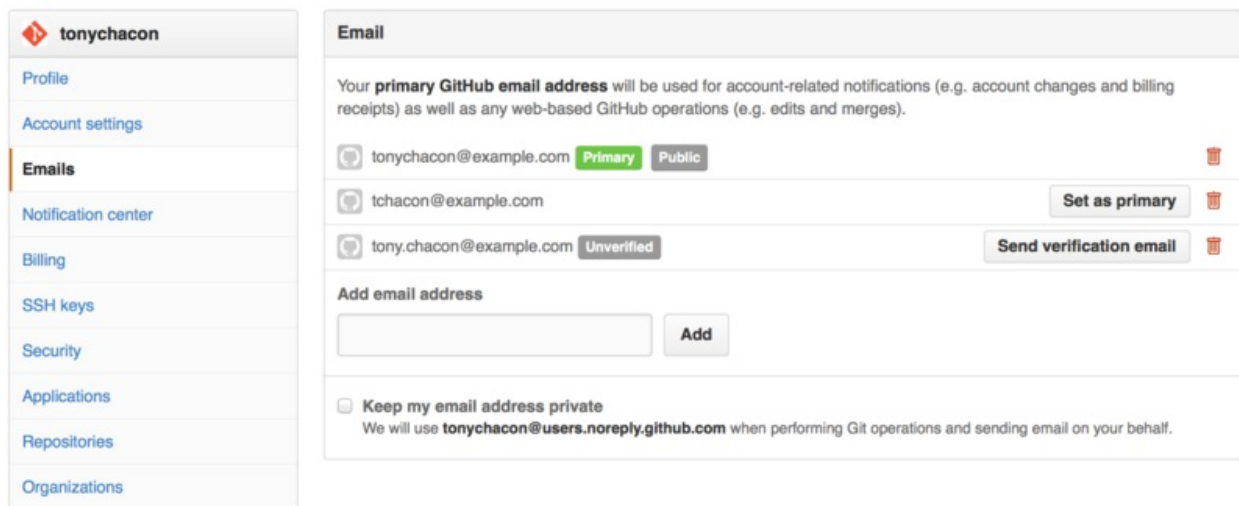 tonychacon
Profile
Account settings
Emails
Notification center
Billing
SSH keys
Security
Applications
Repositories
Organizations
Email
Your primary GitHub email address will be used for account-related notifications (e.g. account changes and billing
receipts) as well as any web-based GitHub operations (e.g. edits and merges).
tonychacon@example.com Primary Public
tchacon@example.com Set as primary
tony.chacon@example.com Unverified Send verification email
Add email address
Add
Keep my email address private
We will use tonychacon@users.noreply.github.com when performing Git operations and sending email on your behalf.